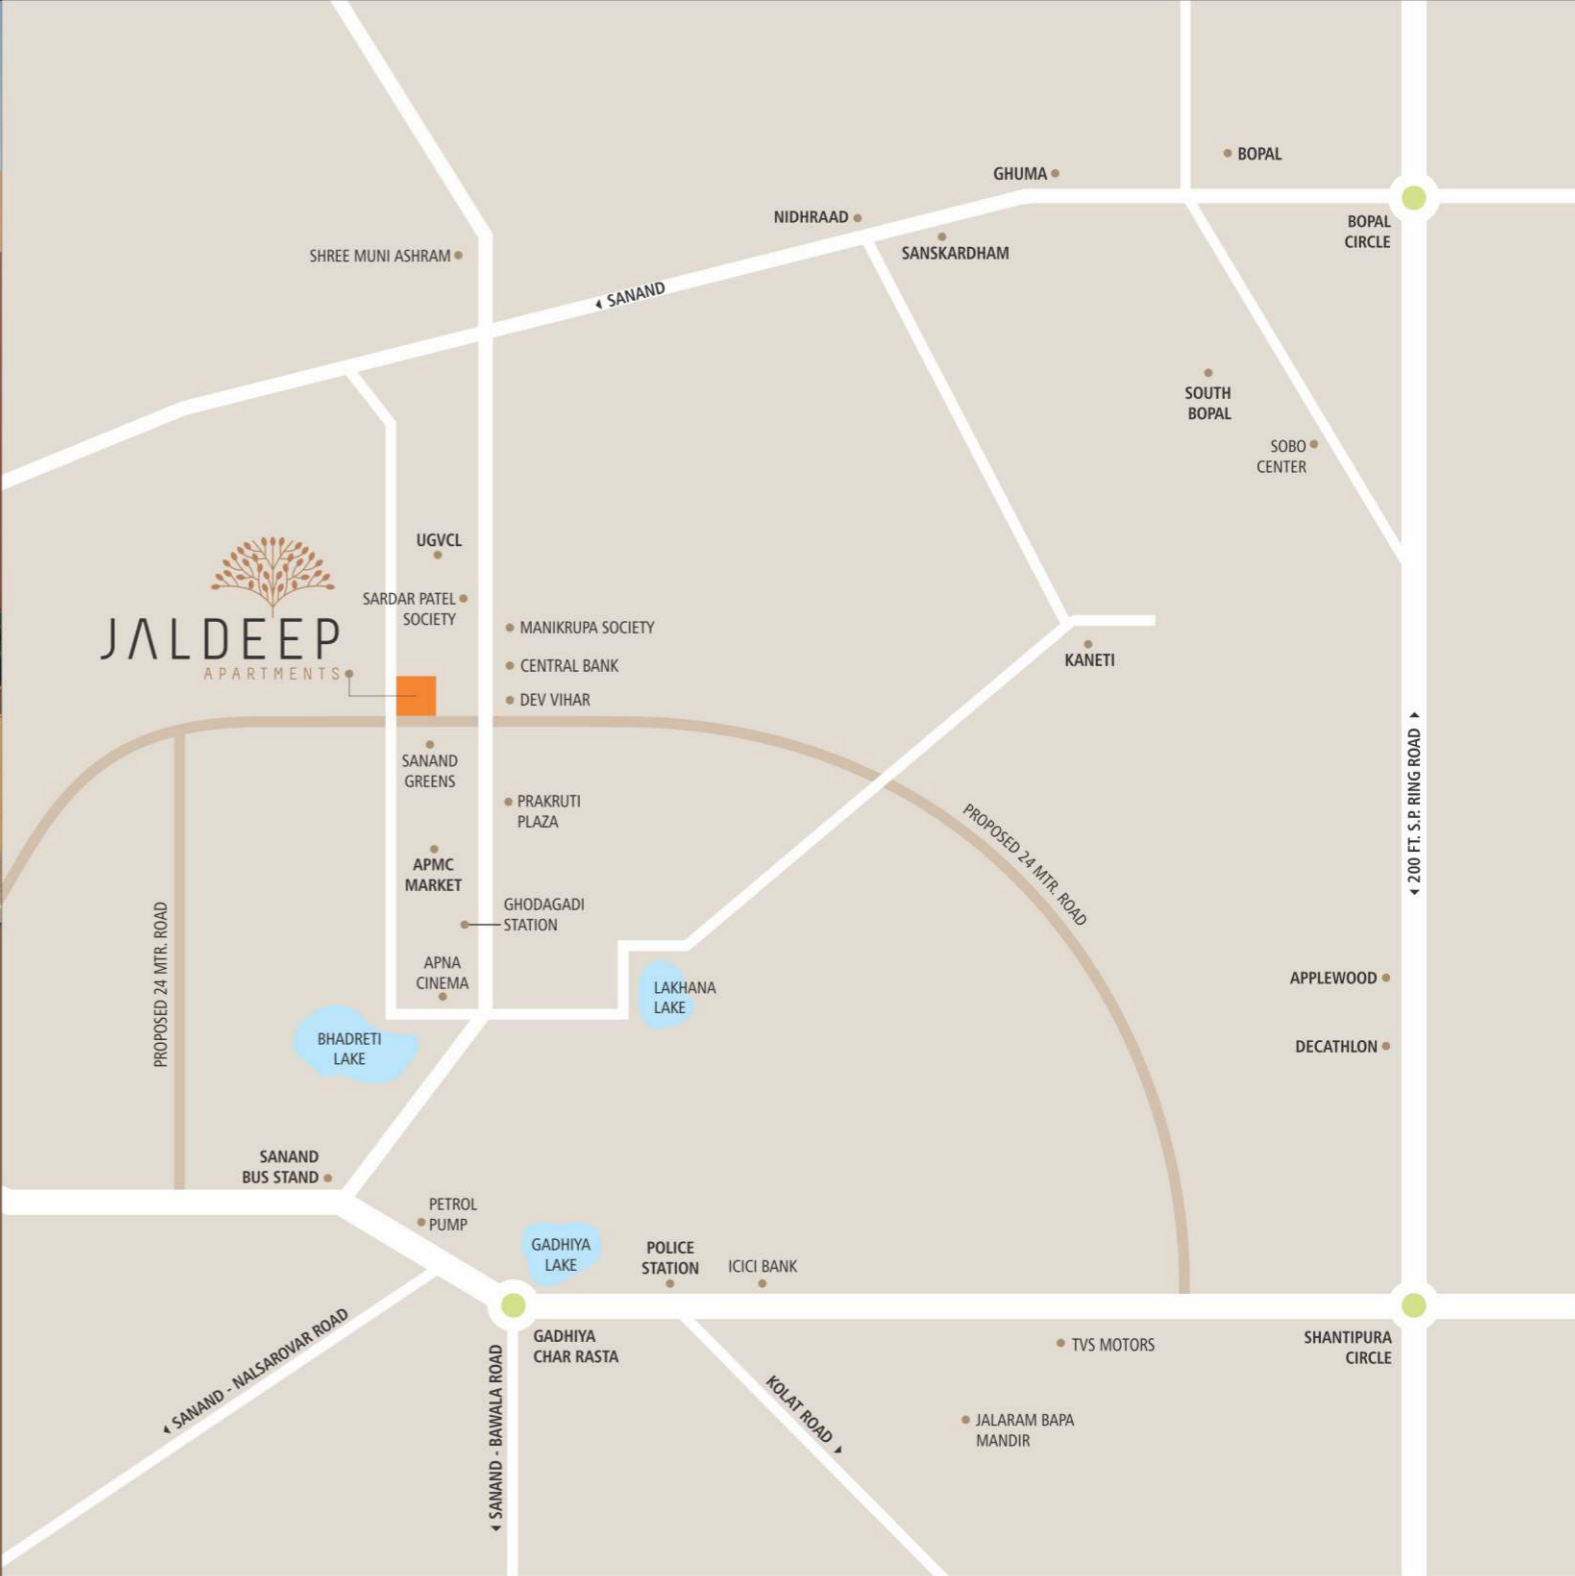 BOPAL
GHUMA
NIDHRAAD
BOPAL
CIRCLE
SANSKARDHAM
SHREE MUNI ASHRAM
SANAND
SOUTH
BOPAL
SOBO
CENTER
UGVCL
SARDAR PATEL
SOCIETY
JALDEEP
APARTMENTS
MANIKRUPA SOCIETY
CENTRAL BANK
DEV VIHAR
KANETI
SANAND
GREENS
PRAKRUTI
PLAZA
APMC
MARKET
GHODAGADI
STATION
APNA
CINEMA
PROPOSED 24 MTR. ROAD
200 FT. S.P. RING ROAD
PROPOSED 24 MTR. ROAD
LAKHANA
LAKE
APPLEWOOD
BHADRETI
LAKE
DECATHLON
SANAND
BUS STAND
PETROL
PUMP
GADHIYA
LAKE
POLICE
STATION
ICICI BANK
GADHIYA
CHAR RASTA
TVS MOTORS
SHANTIPURA
CIRCLE
SANAND - NALSAROVAR ROAD
SANAND - BAWALA ROAD
KOLAT ROAD
JALARAM BAPA
MANDIR